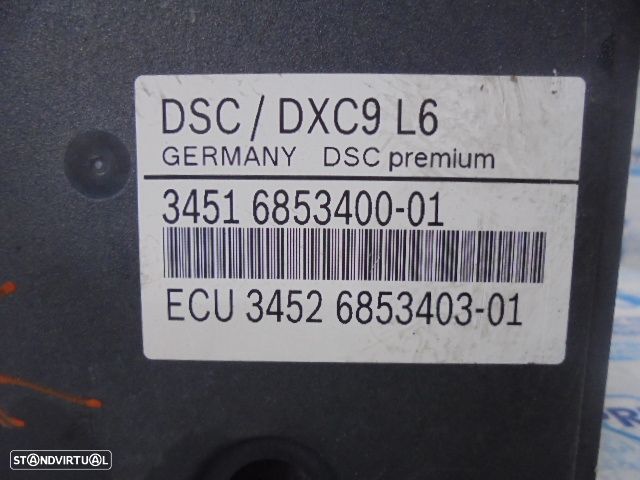 DSC / DXC9 L6
GERMANY DSC premium
3451 6853400-01
ECU 3452 6853403-01
STANDVIRTUAL